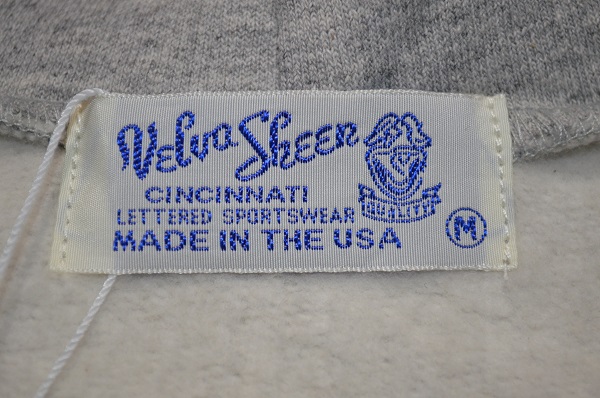 Velva Sheen
CINCINNATI
LETTERED SPORTSWEAR
MADE IN THE USA
QUALITY
M